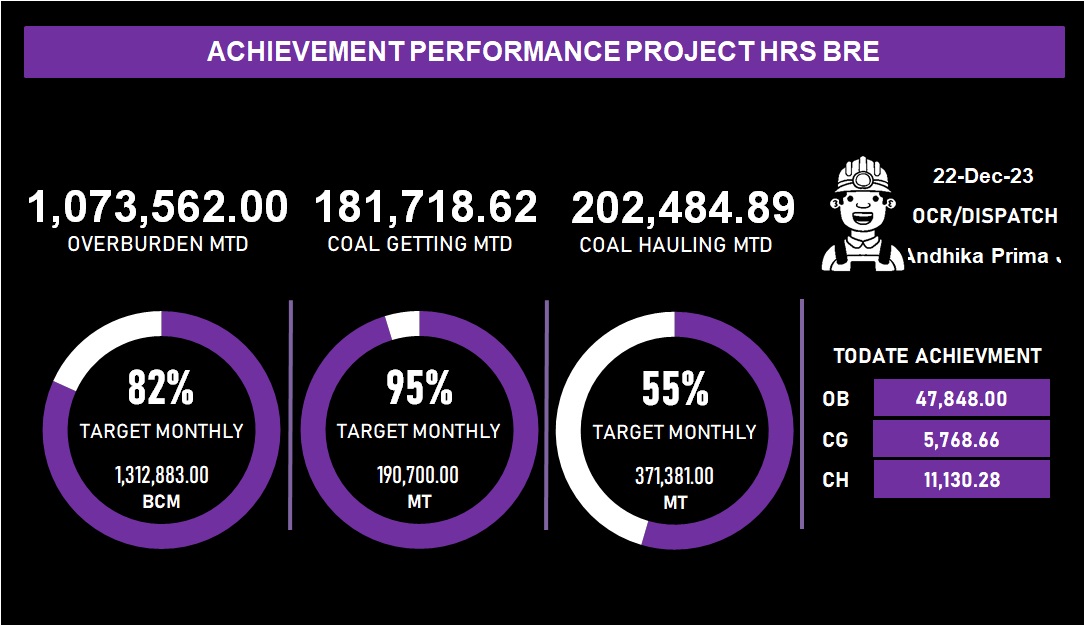 ACHIEVEMENT PERFORMANCE PROJECT HRS BRE
1,073,562.00
OVERBURDEN MTD
181,718.62
COAL GETTING MTD
202,484.89
COAL HAULING MTD
22-Dec-23
OCR/DISPATCH
Andhika Prima
82%
TARGET MONTHLY
1,312,883.00
BCM
95%
TARGET MONTHLY
190,700.00
MT
55%
TARGET MONTHLY
371,381.00
MT
TODATE ACHIEVMENT
OB 47,848.00
CG 5,768.66
CH 11,130.28